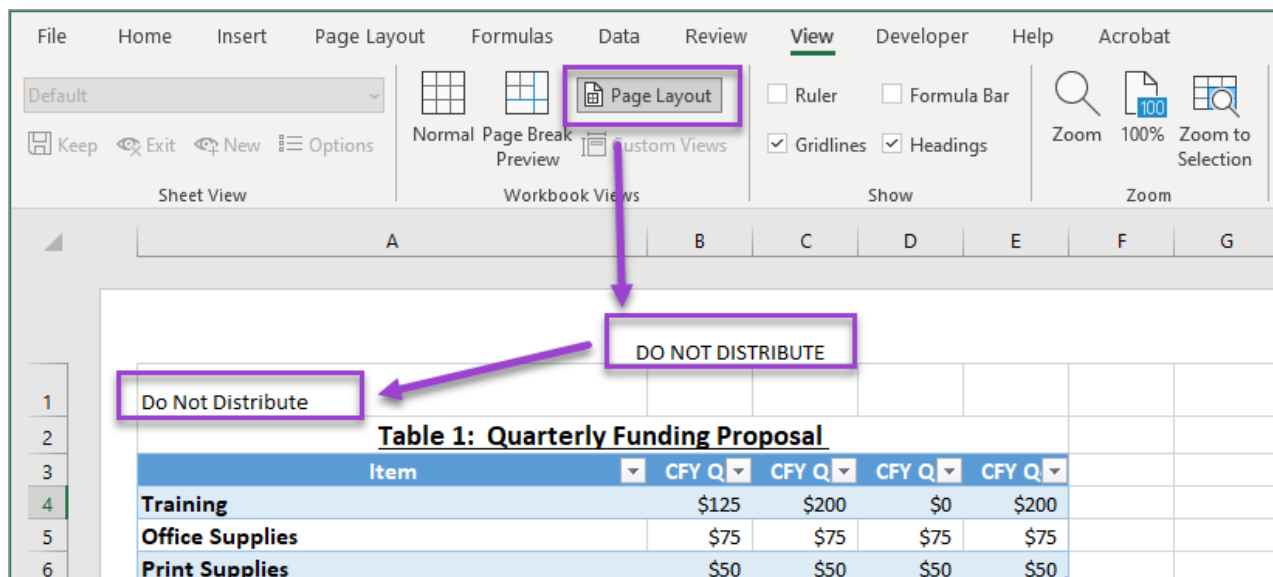 File Home Insert Page Layout Formulas Data Review View Developer Help Acrobat
Default
Keep Exit New Options
Sheet View
Normal
Page Break
Preview
Page Layout
Custom Views
Workbook Views
Ruler Formula Bar
Gridlines Headings
Show
Zoom
100
100%
Zoom to
Selection
Zoom
A B C D E F G
DO NOT DISTRIBUTE
1 Do Not Distribute
2 Table 1: Quarterly Funding Proposal
3 Item CFY Q CFY Q CFY Q CFY Q
4 Training $125 $200 $0 $200
5 Office Supplies $75 $75 $75 $75
6 Print Supplies $50 $50 $50 $50